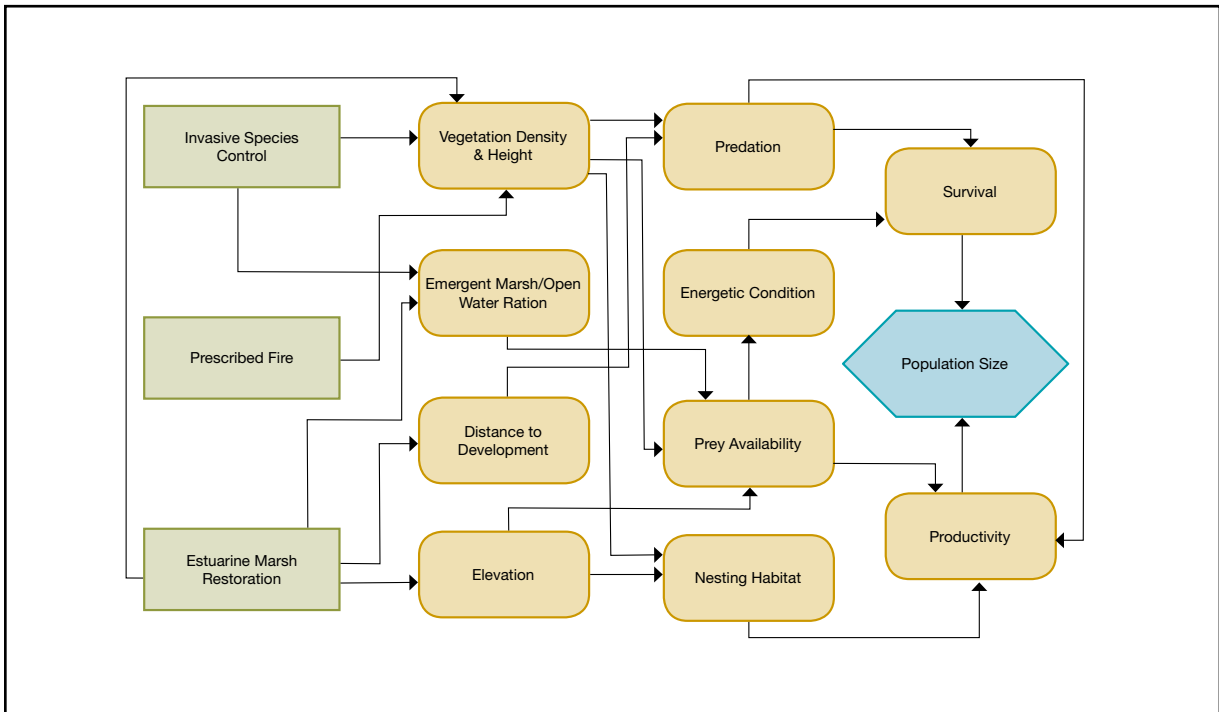 Invasive Species
Control
Vegetation Density
& Height
Predation
Survival
Emergent Marsh/Open
Water Ration
Energetic Condition
Prescribed Fire
Population Size
Distance to
Development
Prey Availability
Estuarine Marsh
Restoration
Elevation
Nesting Habitat
Productivity